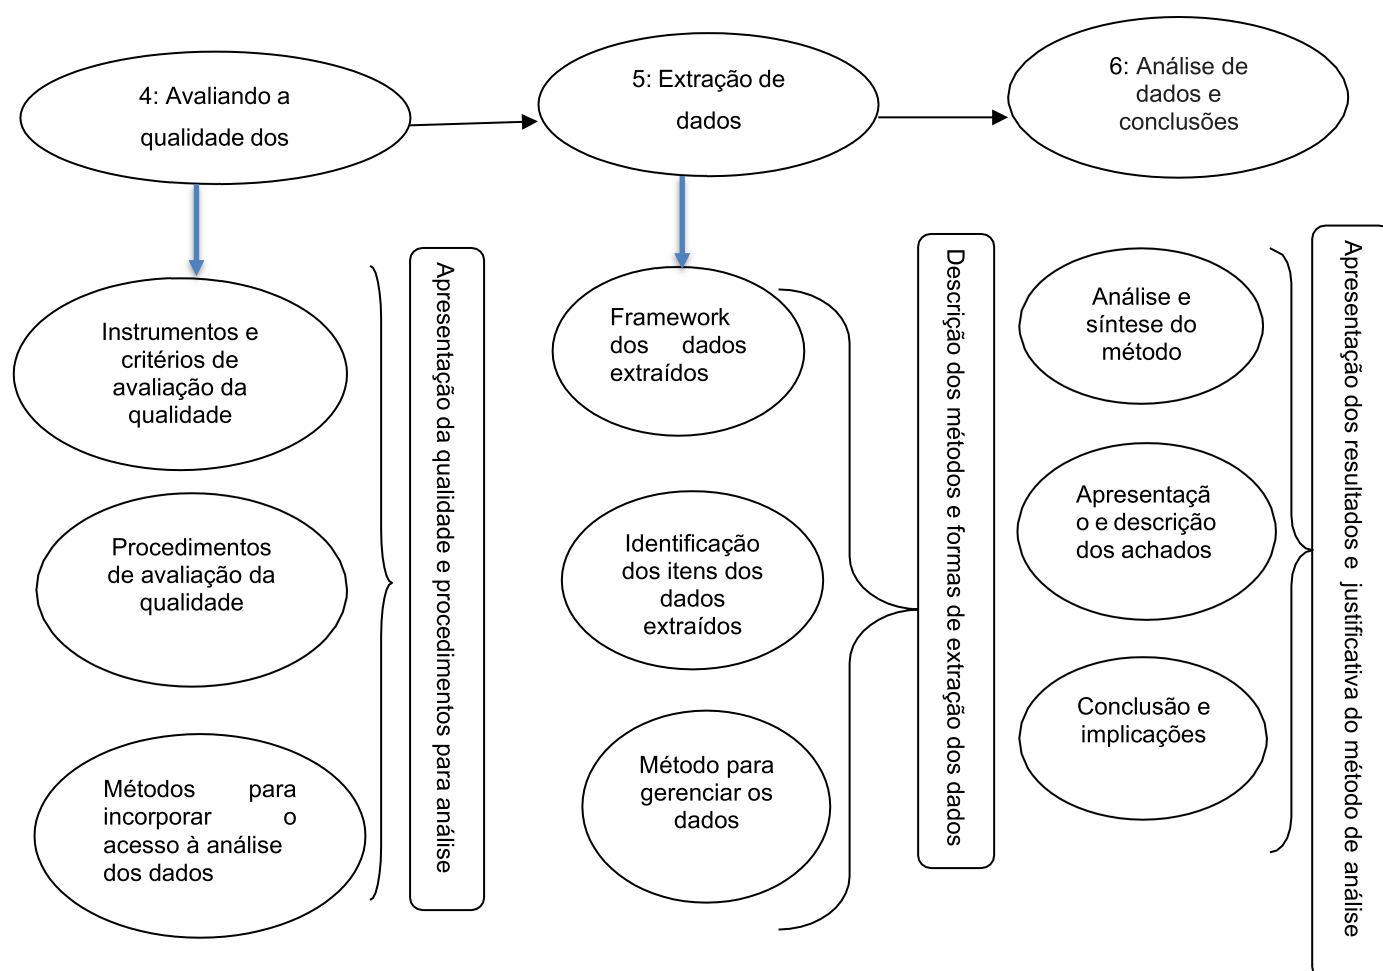 4: Avaliando a
qualidade dos
5: Extração de
dados
6: Análise de
dados e
conclusões
Instrumentos e
critérios de
avaliação da
qualidade
Procedimentos
de avaliação da
qualidade
Métodos para
incorporar o
acesso à análise
dos dados
Apresentação da qualidade e procedimentos para análise
Framework
dos dados
extraídos
Identificação
dos itens dos
dados
extraídos
Método para
gerenciar os
dados
Descrição dos métodos e formas de extração dos dados
Análise e
síntese do
método
Apresentaçã
o e descrição
dos achados
Conclusão e
implicações
Apresentação dos resultados e justificativa do método de análise